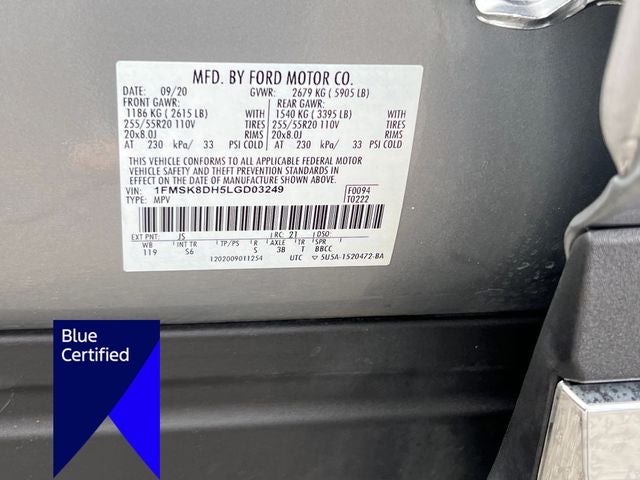 MFD. BY FORD MOTOR CO.
DATE: 09/20 GVWR: 2679 KG ( 5905 LB)
FRONT GAWR: REAR GAWR:
1186 KG ( 2615 LB) WITH 1540 KG ( 3395 LB) WITH
255/55R20 110V TIRES 255/55R20 110V TIRES
20x8.0J RIMS 20x8.0J RIMS
AT 230 kPa/ 33 PSI COLD AT 230 kPa/ 33 PSI COLD
THIS VEHICLE CONFORMS TO ALL APPLICABLE FEDERAL MOTOR
VEHICLE SAFETY AND THEFT PREVENTION STANDARDS IN EFFECT
ON THE DATE OF MANUFACTURE SHOWN ABOVE.
VIN: 1FMSK8DH5LGD03249 F0094
TYPE: MPV T0222
EXT PNT: JS RC: 21 DSO:
WB INT TR TP/PS R AXLE TR SPR
119 S6 S 3B T BBCC
1202009011254 UTC 5U5A-1520472-BA
Blue
Certified